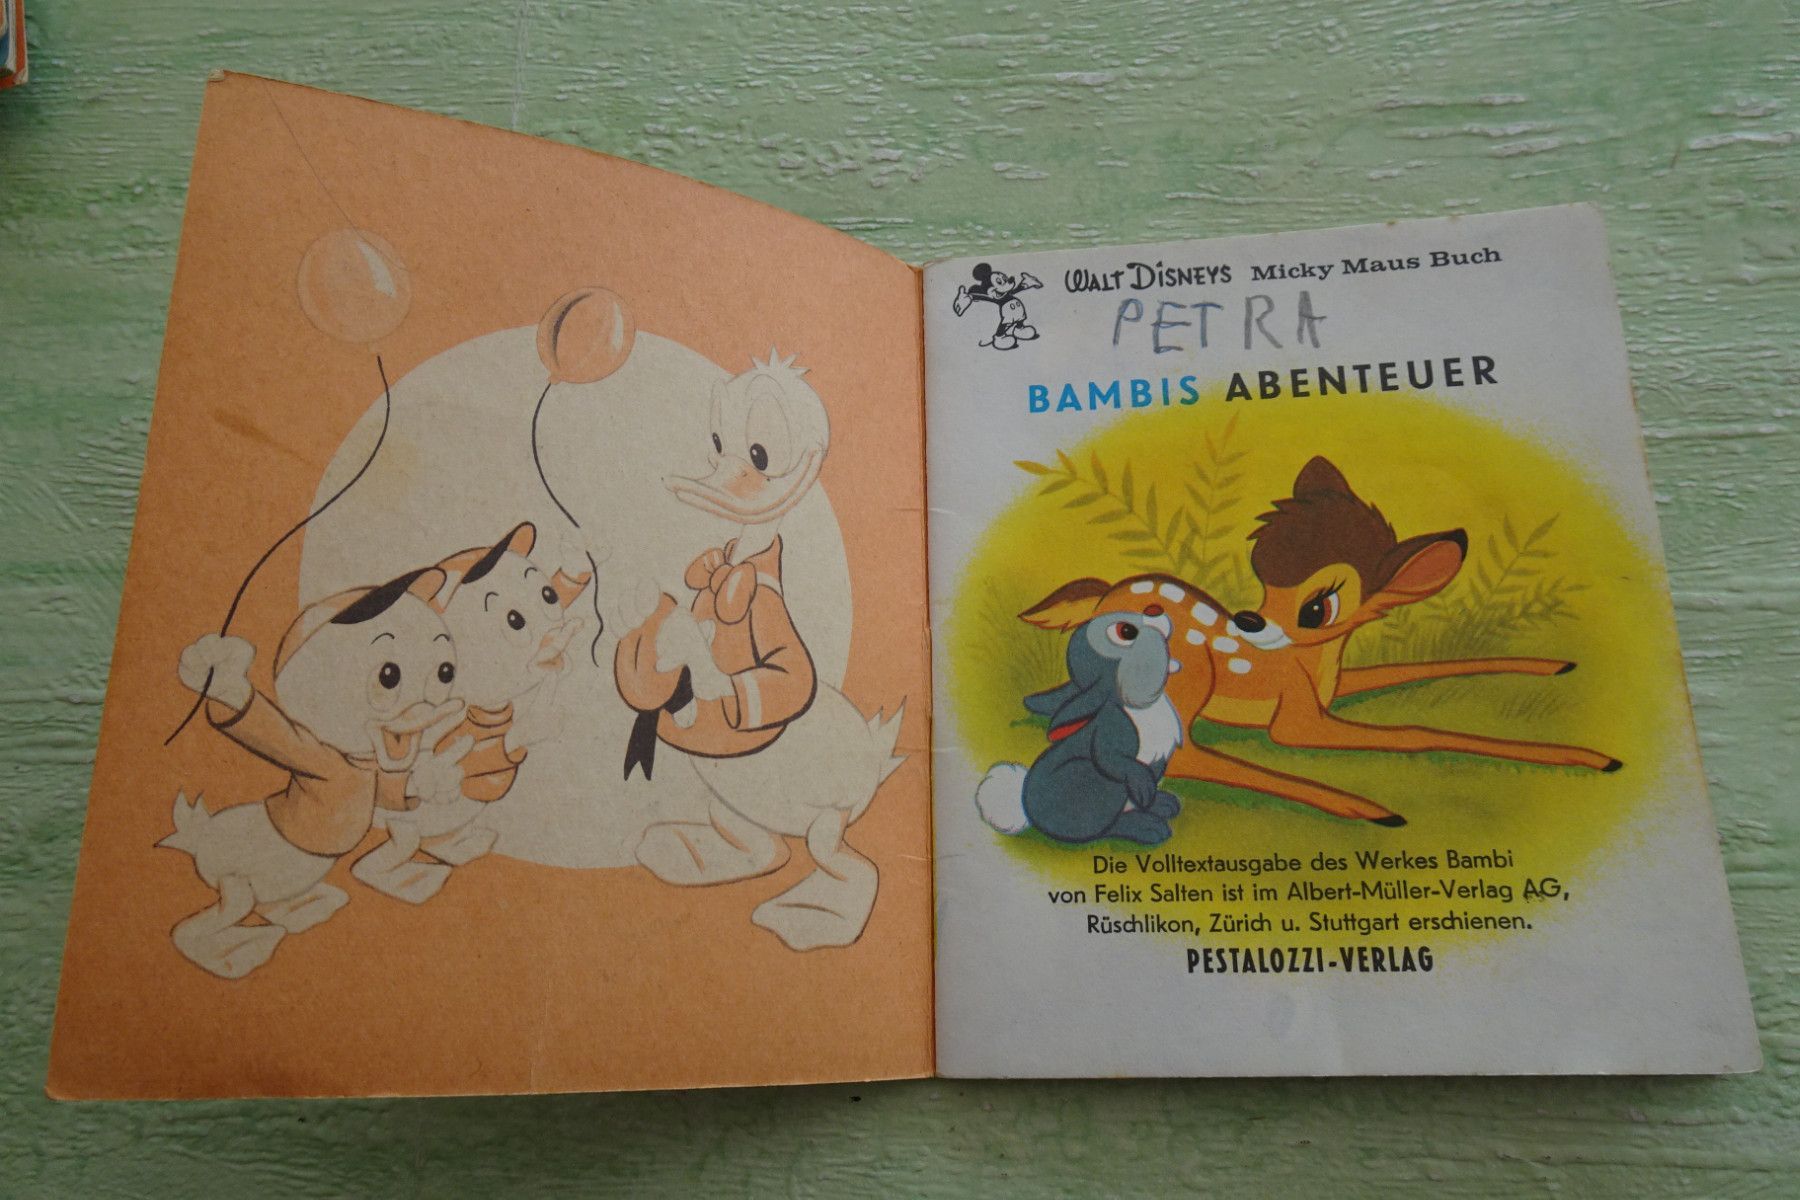 WALT DISNEYS Micky Maus Buch
PETRA
BAMBIS ABENTEUER
Die Volltextausgabe des Werkes Bambi
von Felix Salten ist im Albert-Müller-Verlag AG,
Rüschlikon, Zürich u. Stuttgart erschienen.
PESTALOZZI-VERLAG